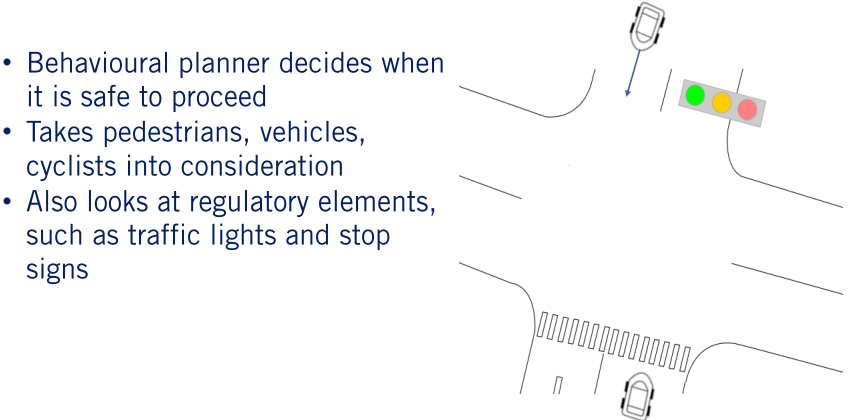 • Behavioural planner decides when
it is safe to proceed
• Takes pedestrians, vehicles,
cyclists into consideration
• Also looks at regulatory elements,
such as traffic lights and stop
signs